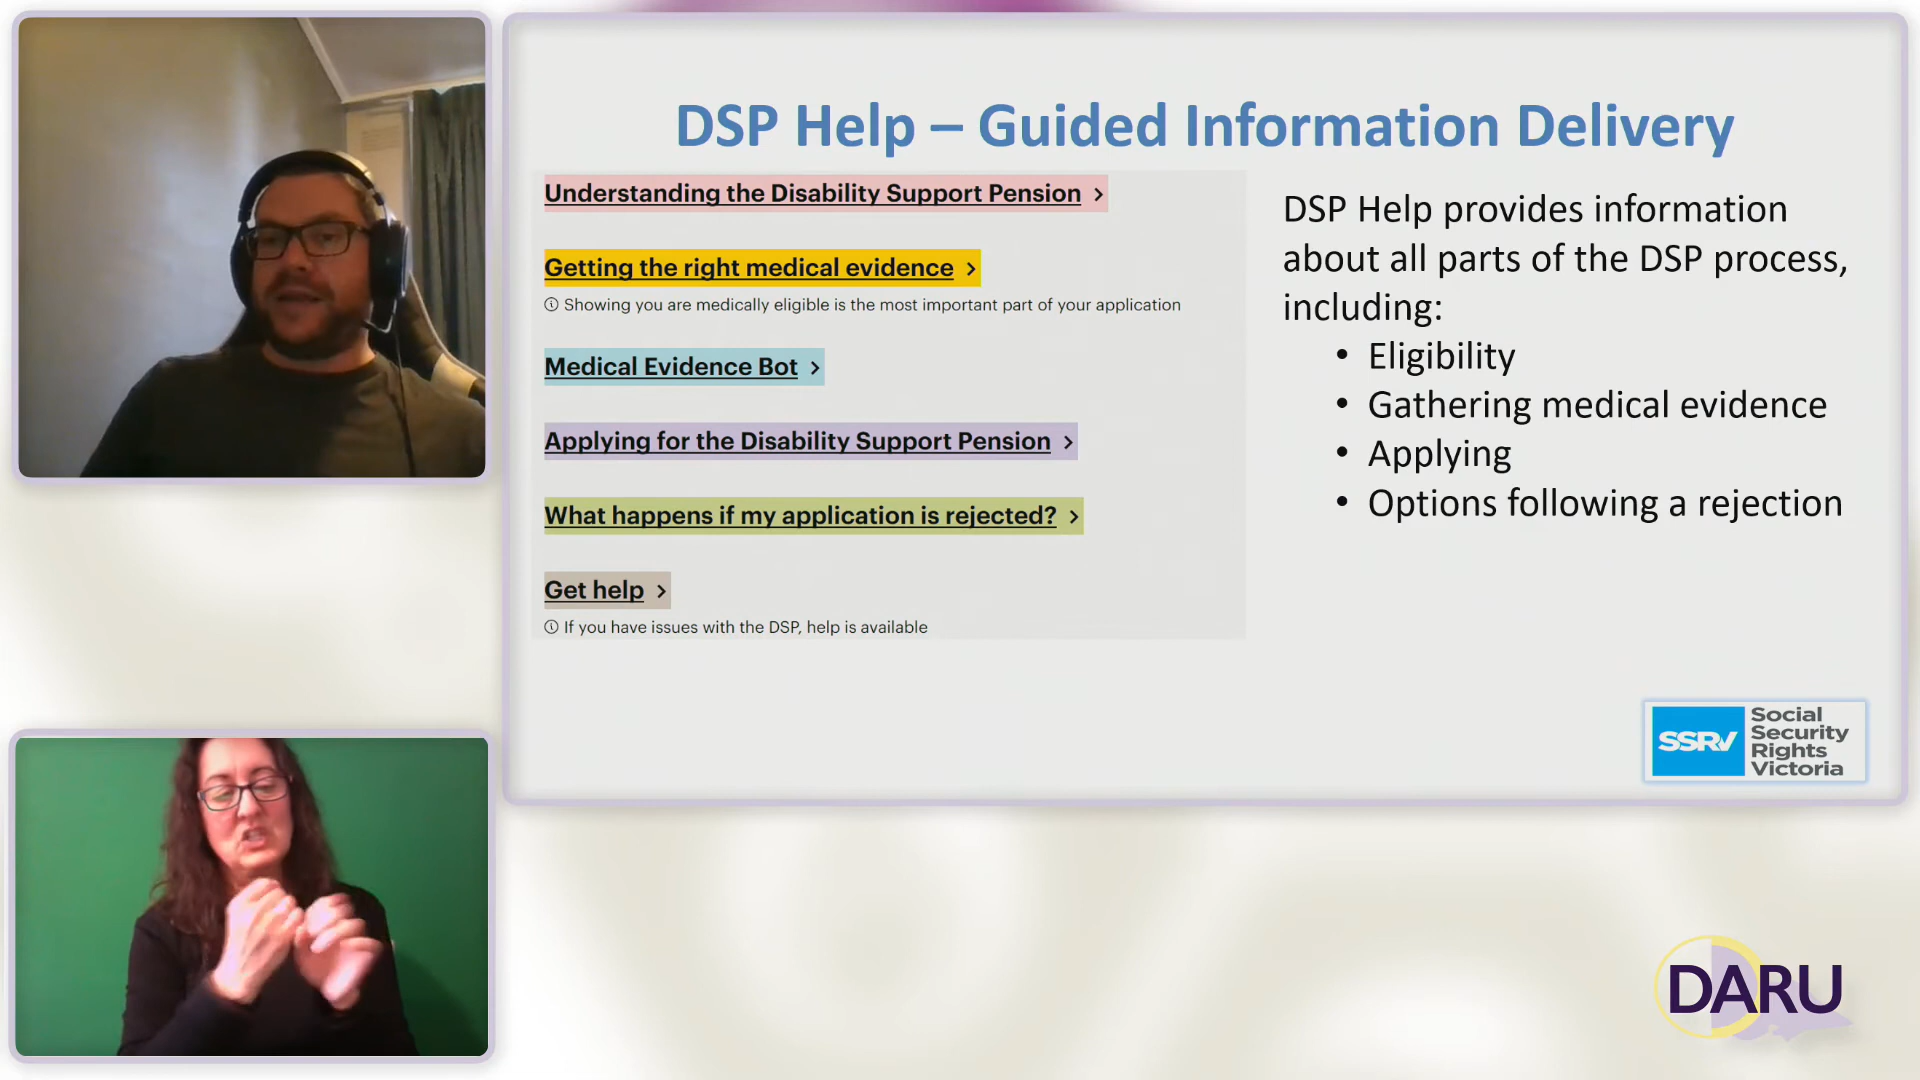 DSP Help – Guided Information Delivery
Understanding the Disability Support Pension >
Getting the right medical evidence >
Showing you are medically eligible is the most important part of your application
Medical Evidence Bot >
Applying for the Disability Support Pension >
What happens if my application is rejected? >
Get help >
If you have issues with the DSP, help is available
DSP Help provides information
about all parts of the DSP process,
including:
• Eligibility
• Gathering medical evidence
• Applying
• Options following a rejection
SSRV
Social
Security
Rights
Victoria
DARU